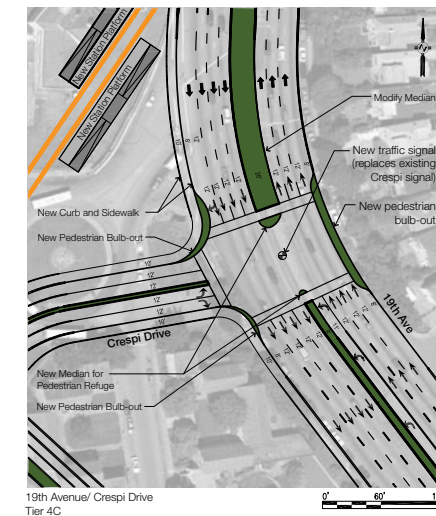 New Station Platform
New Station Platform
Modify Median
New traffic signal
(replaces existing
Crespi signal)
New pedestrian
bulb-out
New Curb and Sidewalk
New Pedestrian Bulb-out
19th Ave
Crespi Drive
New Median for
Pedestrian Refuge
New Pedestrian Bulb-out
19th Avenue/ Crespi Drive
Tier 4C
0' 60'